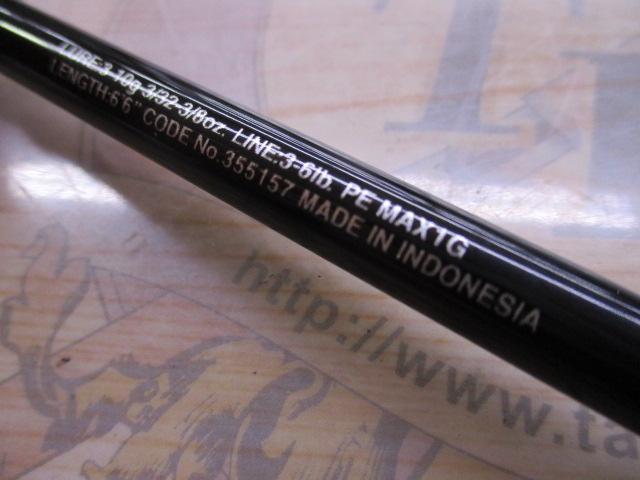 LURE:3-10g 3/32-3/8oz. LINE:3-6lb. PE MAX1G
LENGTH:6'6" CODE No.355157 MADE IN INDONESIA
http://www.ta